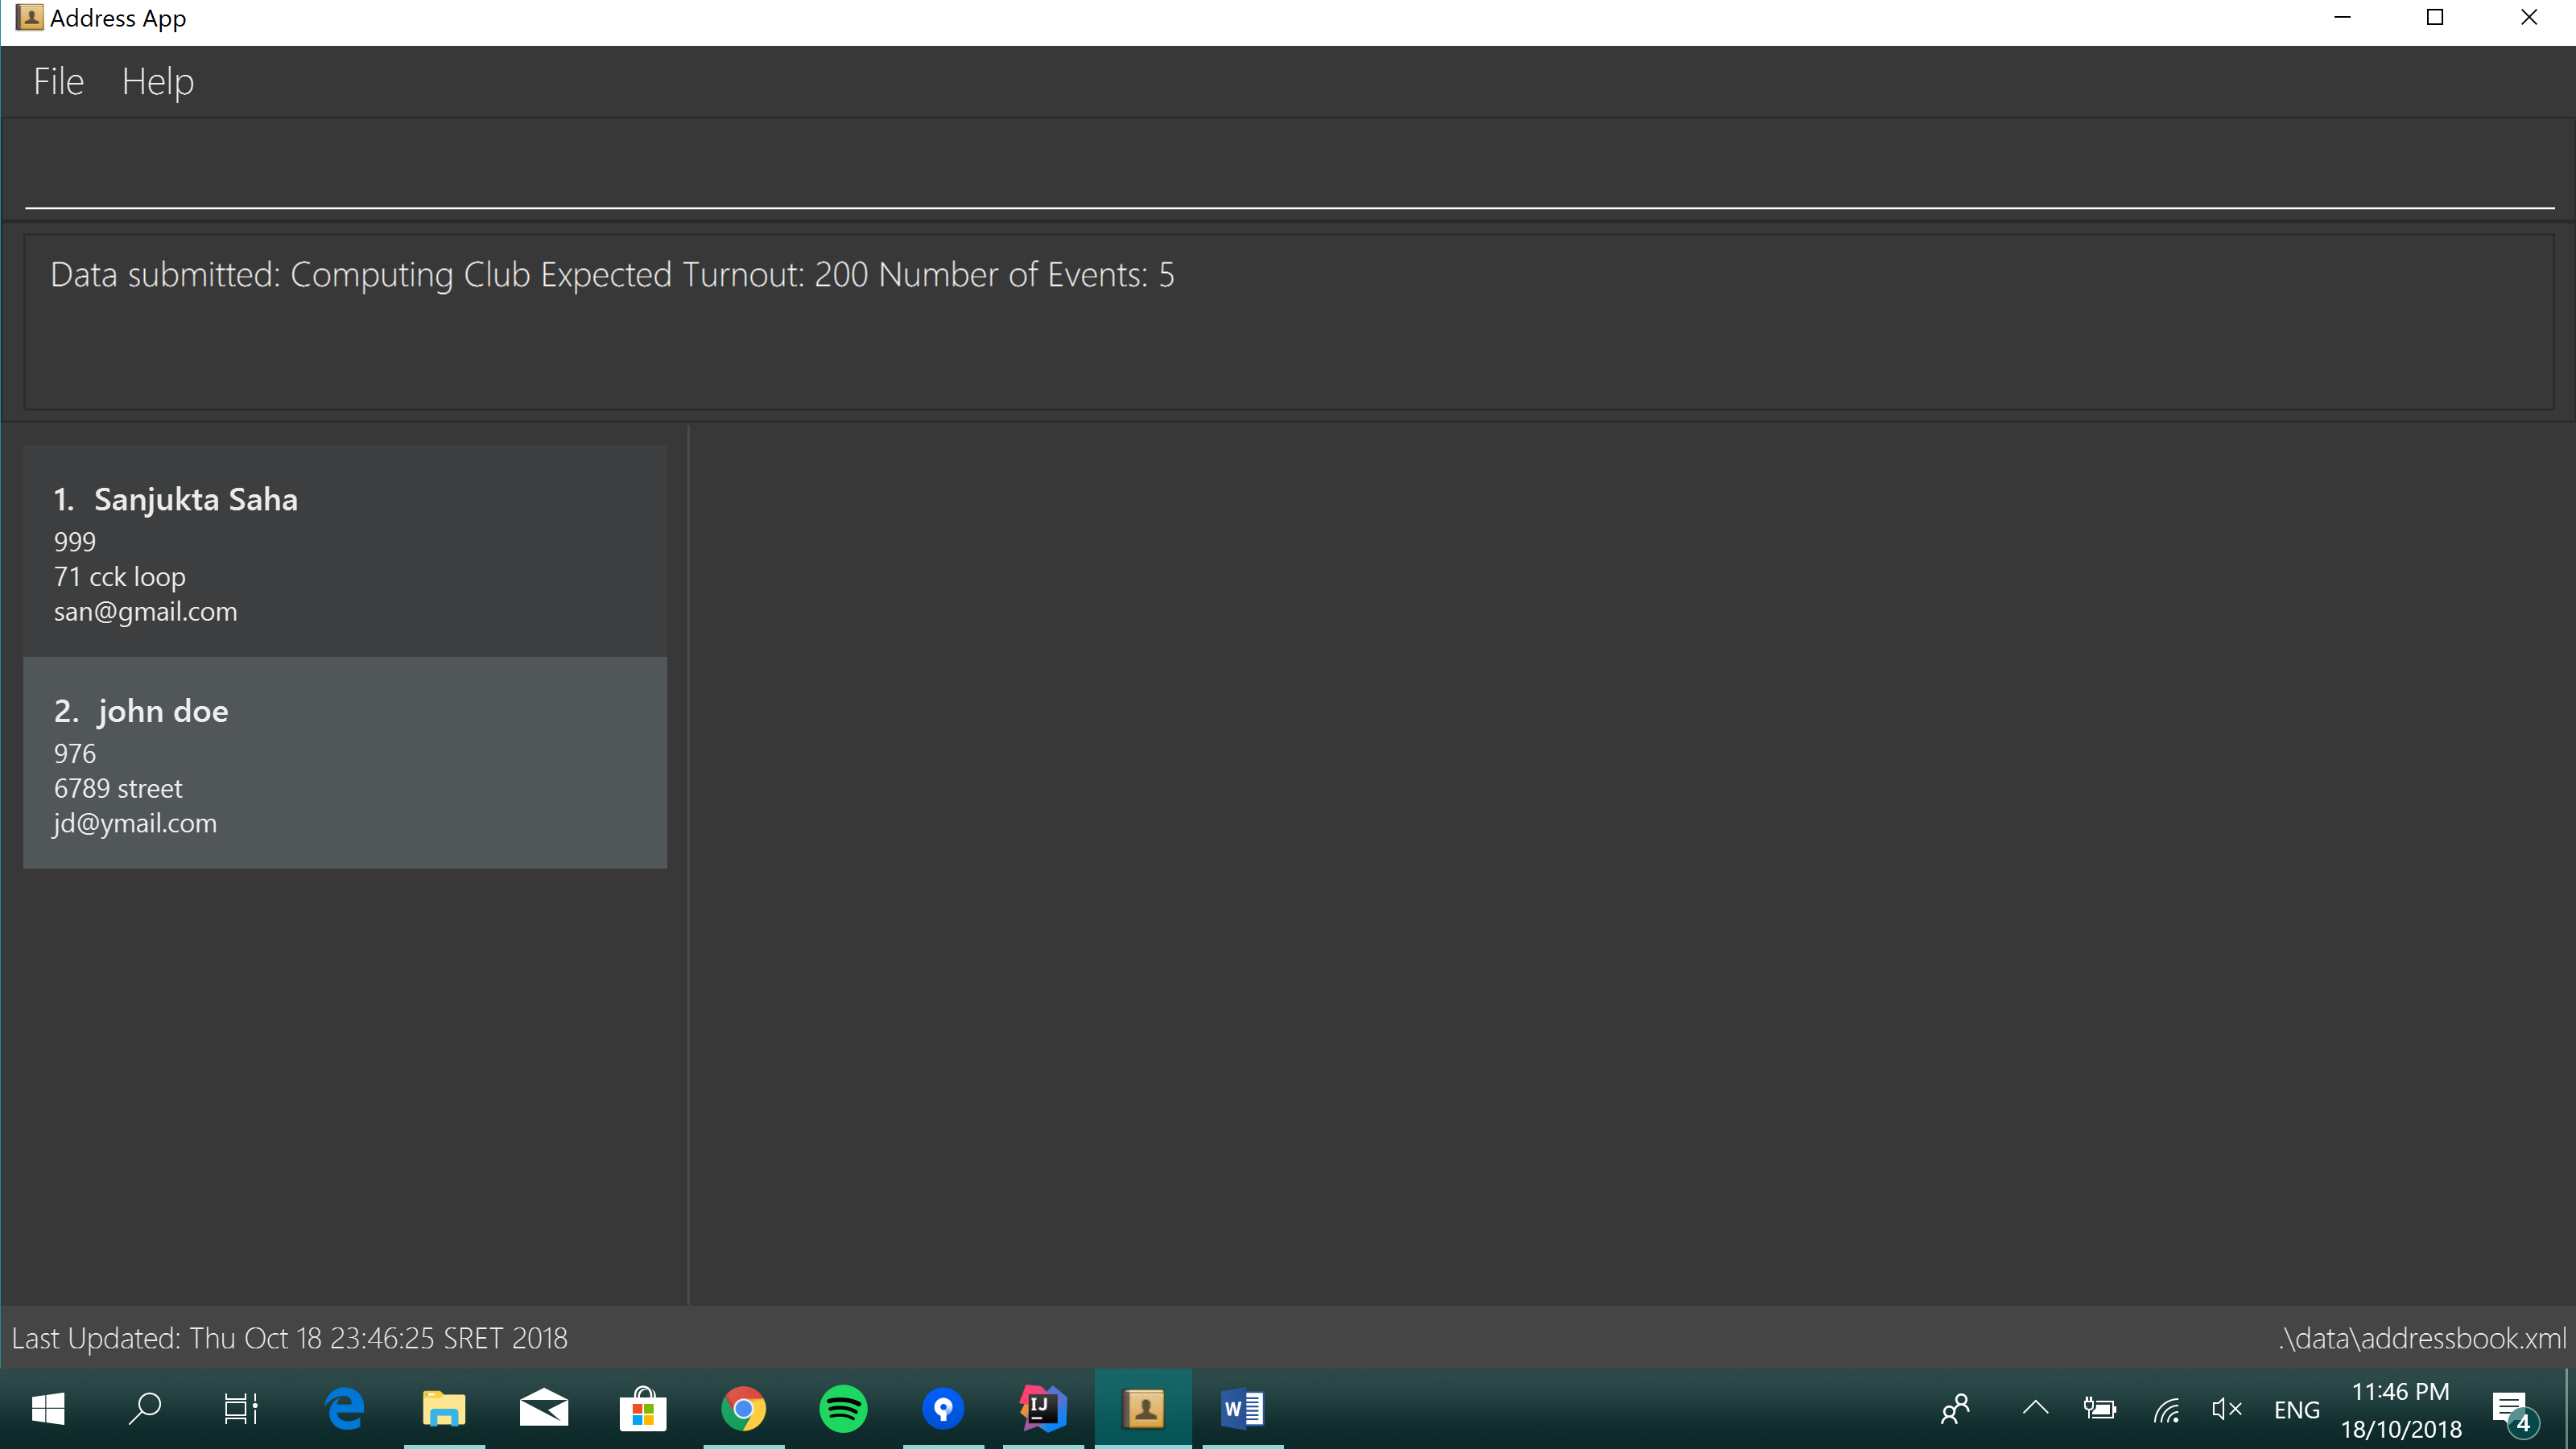 Address App
File Help
Data submitted: Computing Club Expected Turnout: 200 Number of Events: 5
1. Sanjukta Saha
999
71 cck loop
san@gmail.com
2. john doe
976
6789 street
jd@ymail.com
Last Updated: Thu Oct 18 23:46:25 SRET 2018
.\data\addressbook.xml
IJ
W
ENG
11:46 PM
18/10/2018
4